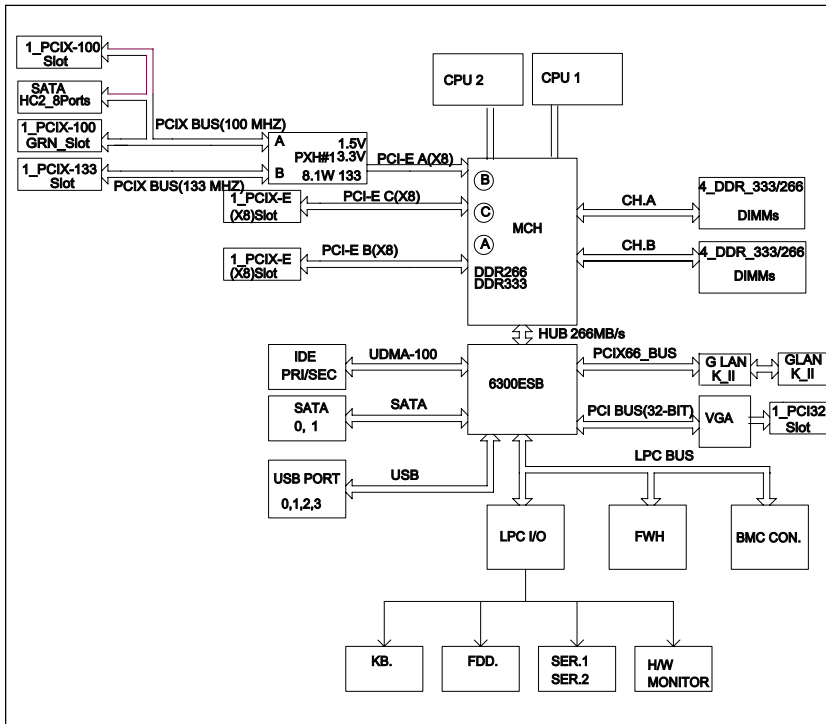 1_PCIX-100
Slot
SATA
HC2_8Ports
1_PCIX-100
GRN_Slot
1_PCIX-133
Slot
PCIX BUS(100 MHZ)
PCIX BUS(133 MHZ)
A 1.5V
PXH#1 3.3V
B 8.1W 133
PCI-E A(X8)
1_PCIX-E
(X8)Slot
PCI-E C(X8)
1_PCIX-E
(X8)Slot
PCI-E B(X8)
CPU 2
CPU 1
B
C
A
MCH
DDR266
DDR333
CH.A
4_DDR_333/266
DIMMs
CH.B
4_DDR_333/266
DIMMs
HUB 266MB/s
IDE
PRI/SEC
UDMA-100
6300ESB
PCIX66_BUS
G LAN
K_II
GLAN
K_II
SATA
0, 1
SATA
PCI BUS(32-BIT)
VGA
1_PCI32
Slot
USB PORT
0,1,2,3
USB
LPC BUS
LPC I/O
FWH
BMC CON.
KB.
FDD.
SER.1
SER.2
H/W
MONITOR